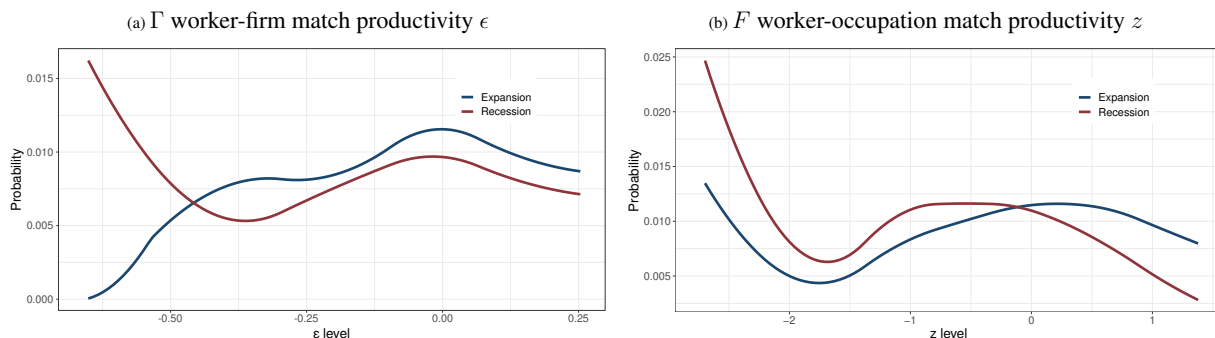 (a) Γ worker-firm match productivity ϵ
0.015
0.010
0.005
0.000
Probability
Expansion
Recession
-0.50
-0.25
0.00
0.25
ε level
(b) F worker-occupation match productivity z
0.025
0.020
0.015
0.010
0.005
Probability
Expansion
Recession
−2
−1
0
1
z level